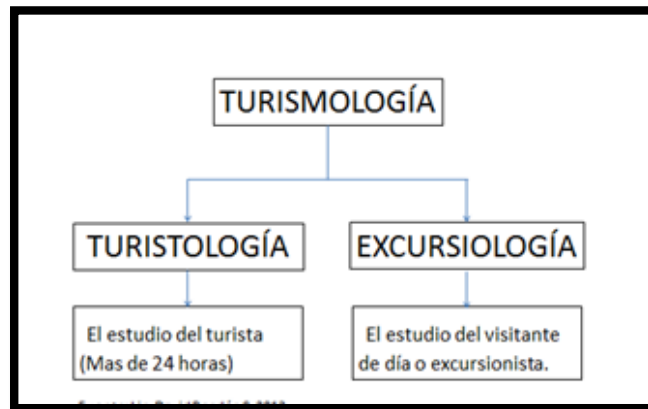 TURISMOLOGÍA
TURISTOLOGÍA
EXCURSIOLOGÍA
El estudio del turista
(Mas de 24 horas)
El estudio del visitante
de día o excursionista.